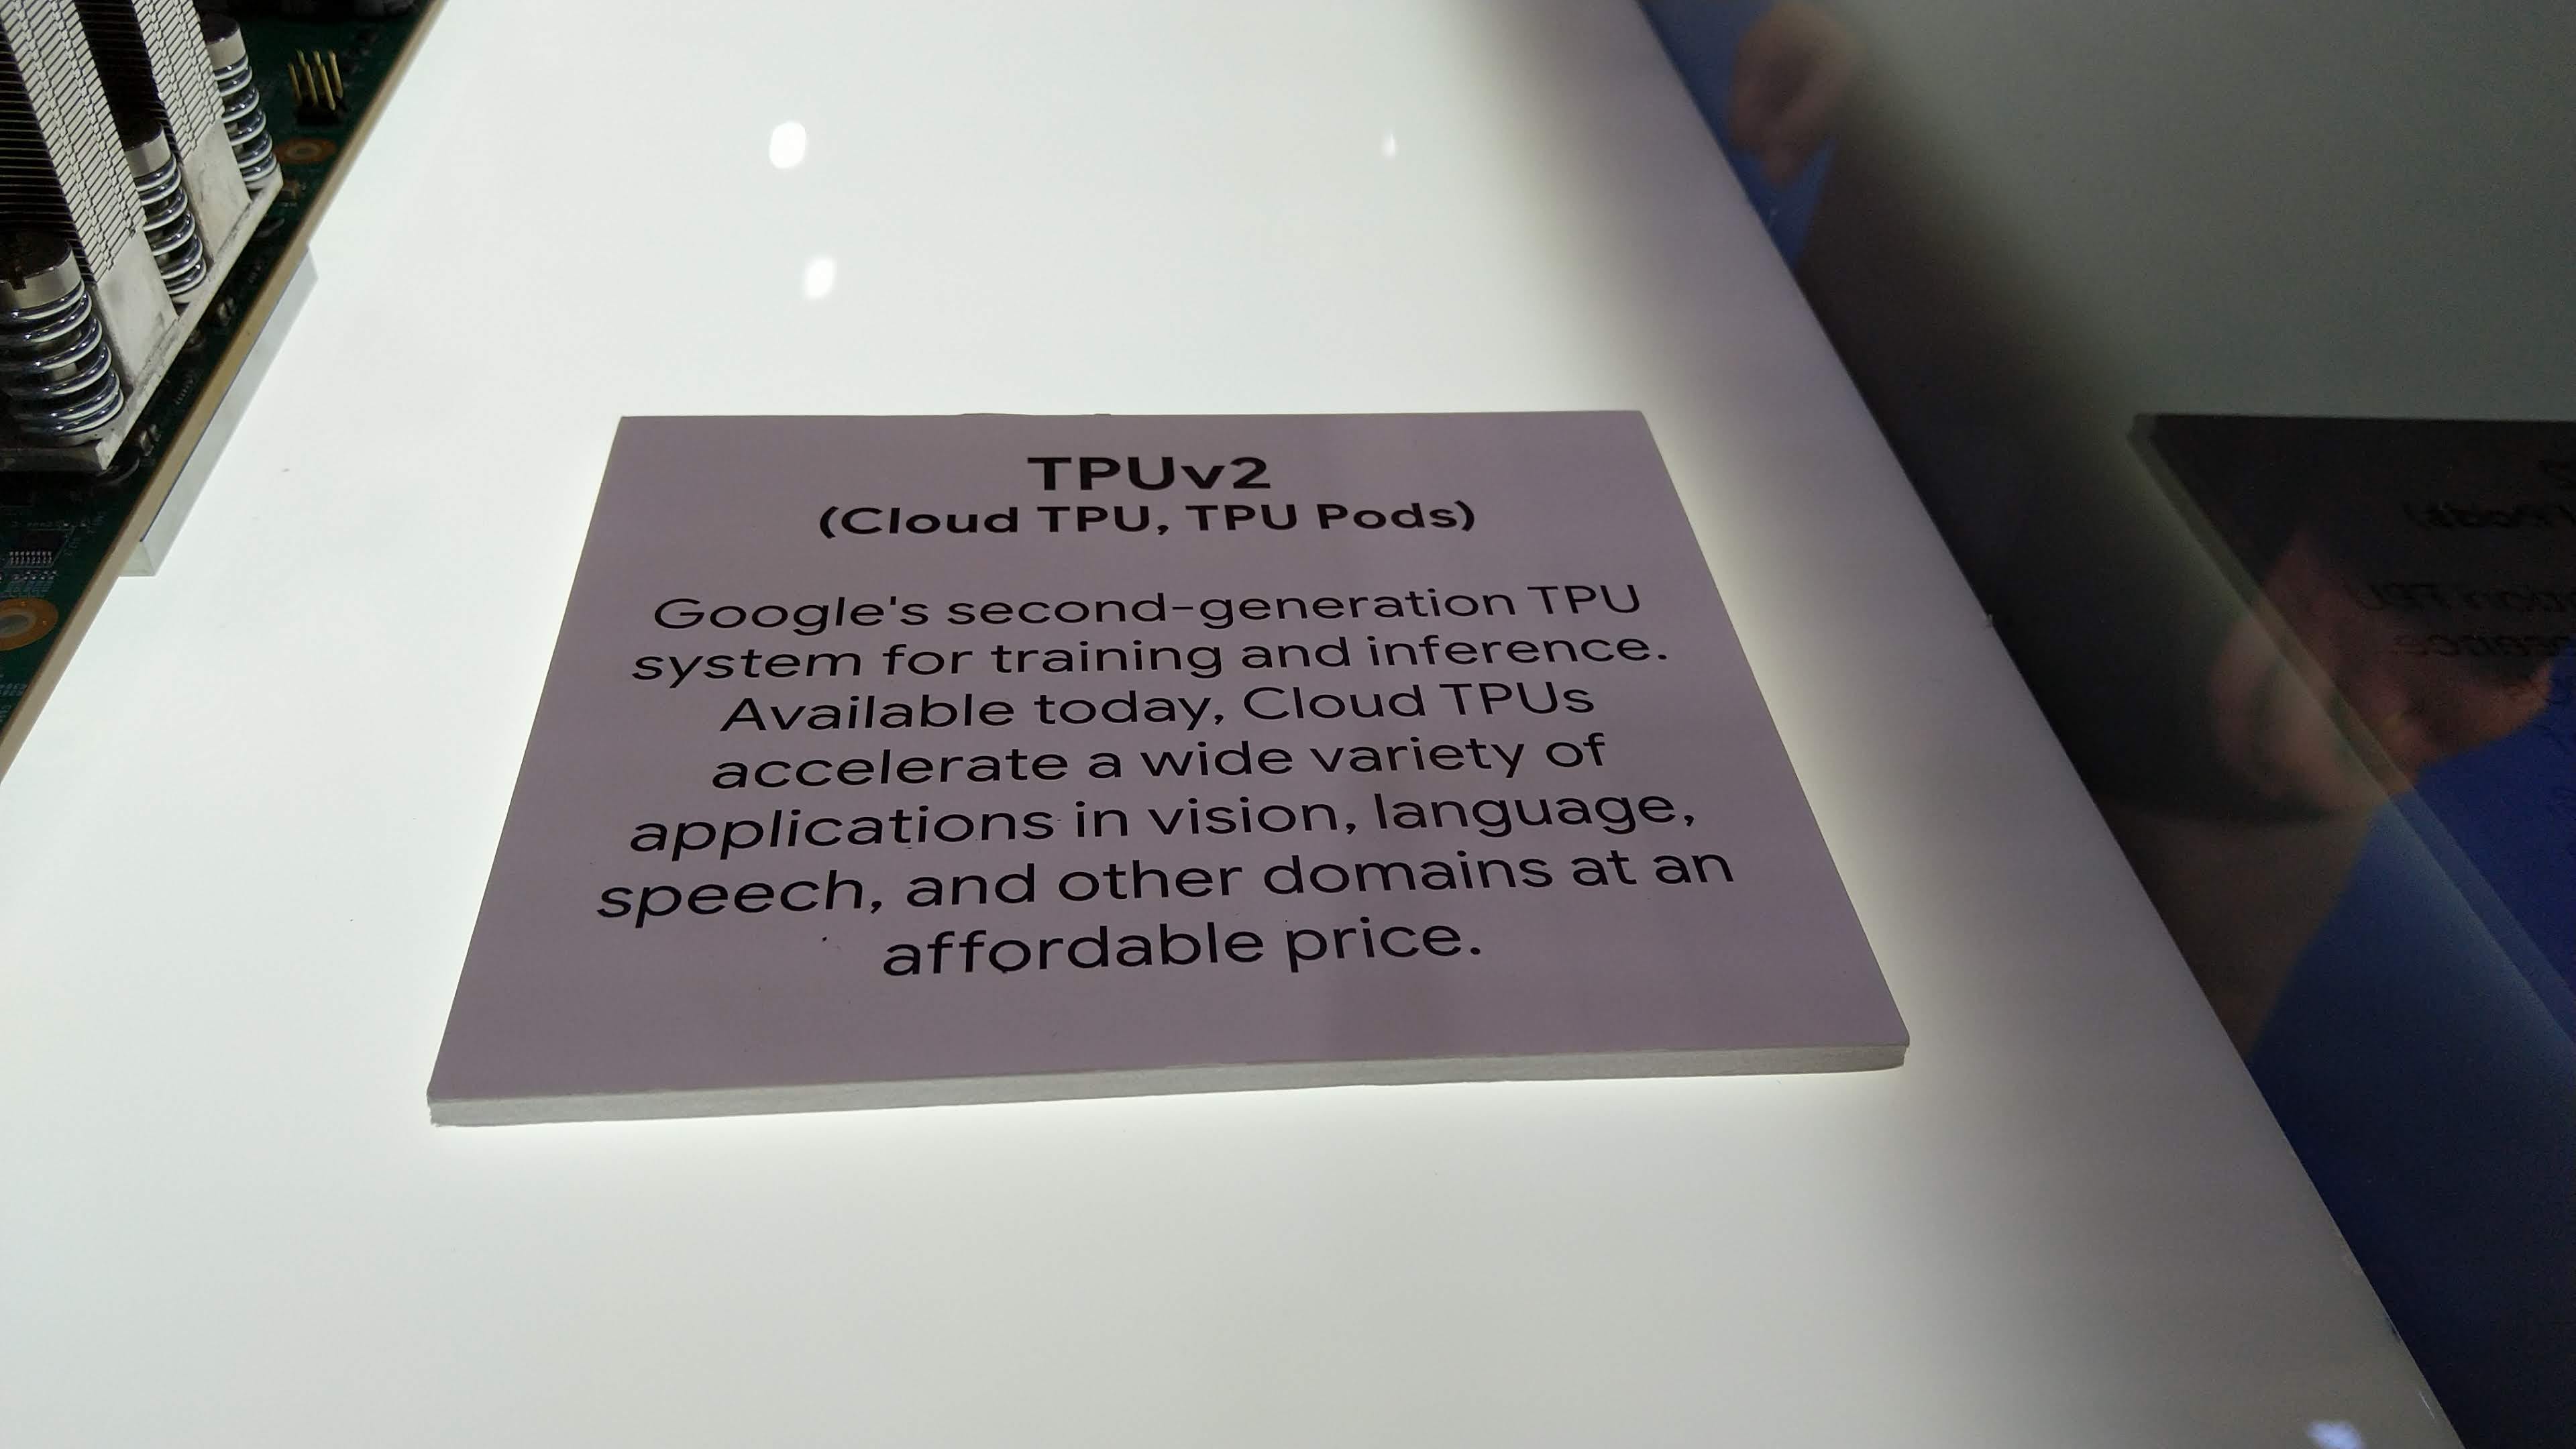 TPUv2
(Cloud TPU, TPU Pods)
Google's second-generation TPU
system for training and inference.
Available today, Cloud TPUs
accelerate a wide variety of
applications in vision, language,
speech, and other domains at an
affordable price.